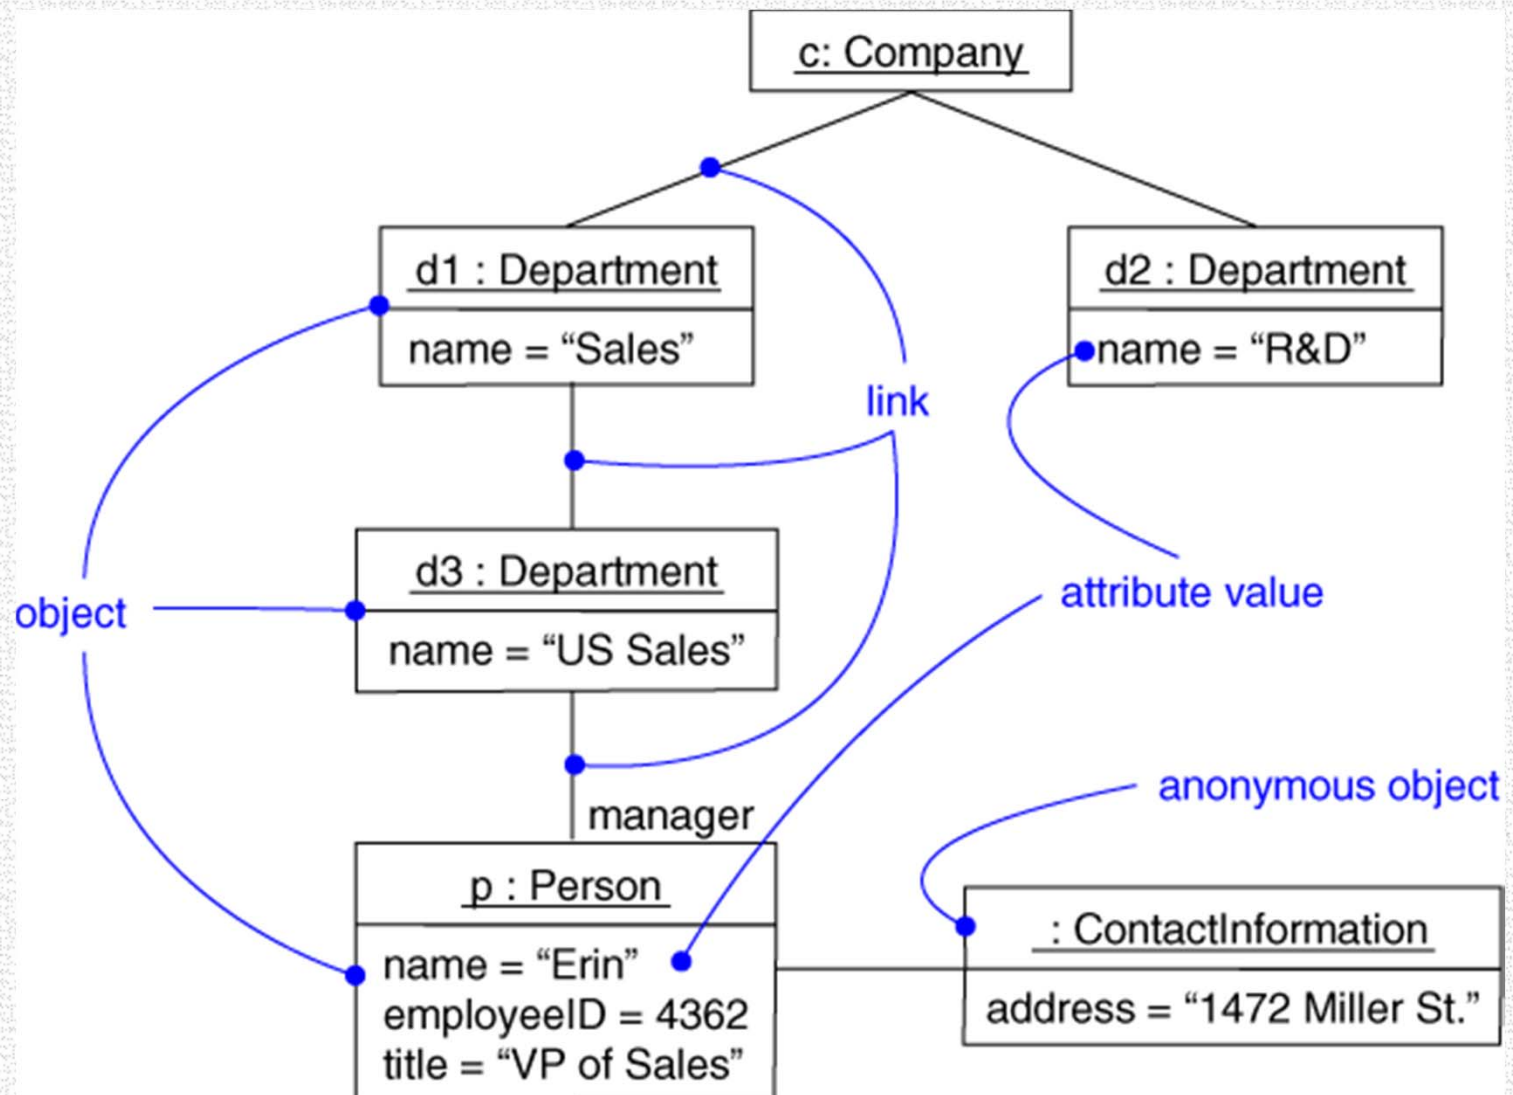 c: Company
d1 : Department
name = “Sales”
d2 : Department
name = “R&D”
link
d3 : Department
name = “US Sales”
object
attribute value
anonymous object
manager
p : Person
name = “Erin”
employeeID = 4362
title = “VP of Sales”
: ContactInformation
address = “1472 Miller St.”